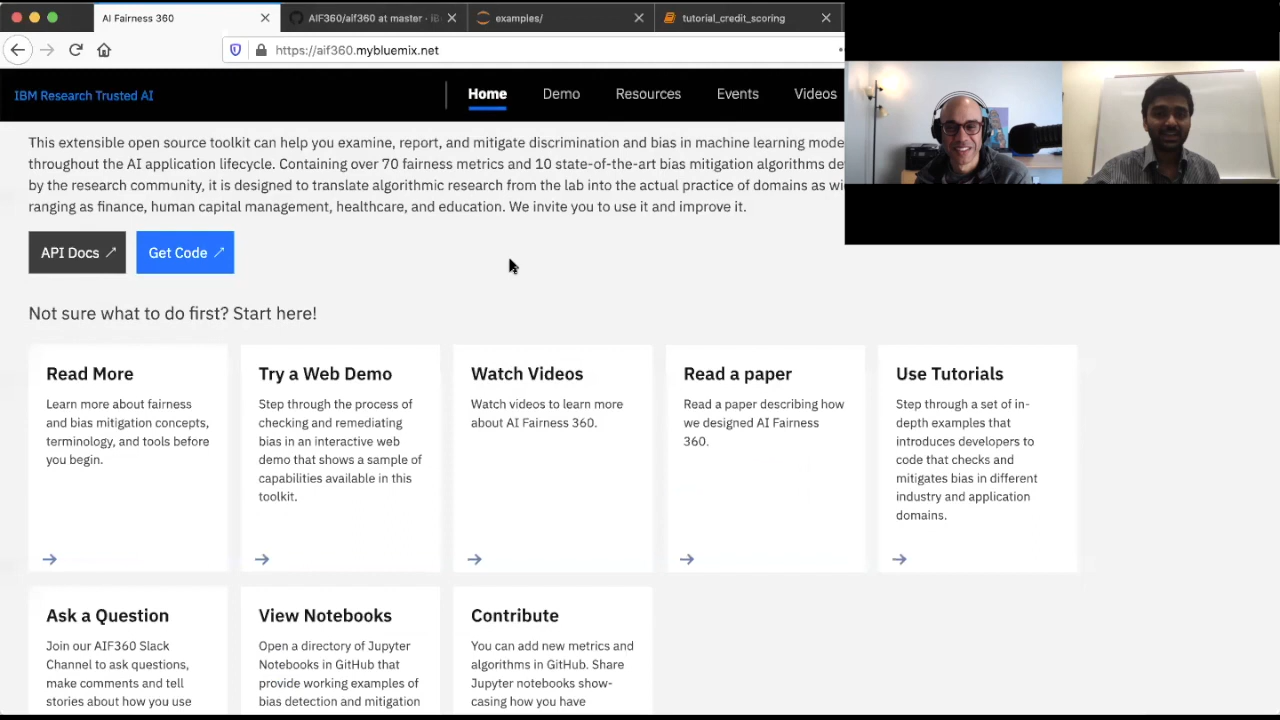 AI Fairness 360
AIF360/aif360 at master ·
examples/
tutorial_credit_scoring
https://aif360.mybluemix.net
IBM Research Trusted AI
Home
Demo
Resources
Events
Videos
This extensible open source toolkit can help you examine, report, and mitigate discrimination and bias in machine learning mode
throughout the AI application lifecycle. Containing over 70 fairness metrics and 10 state-of-the-art bias mitigation algorithms de
by the research community, it is designed to translate algorithmic research from the lab into the actual practice of domains as wi
ranging as finance, human capital management, healthcare, and education. We invite you to use it and improve it.
API Docs
Get Code
Not sure what to do first? Start here!
Read More
Learn more about fairness
and bias mitigation concepts,
terminology, and tools before
you begin.
Try a Web Demo
Step through the process of
checking and remediating
bias in an interactive web
demo that shows a sample of
capabilities available in this
toolkit.
Watch Videos
Watch videos to learn more
about AI Fairness 360.
Read a paper
Read a paper describing how
we designed AI Fairness
360.
Use Tutorials
Step through a set of in-
depth examples that
introduces developers to
code that checks and
mitigates bias in different
industry and application
domains.
Ask a Question
Join our AIF360 Slack
Channel to ask questions,
make comments and tell
stories about how you use
View Notebooks
Open a directory of Jupyter
Notebooks in GitHub that
provide working examples of
bias detection and mitigation
Contribute
You can add new metrics and
algorithms in GitHub. Share
Jupyter notebooks show-
casing how you have